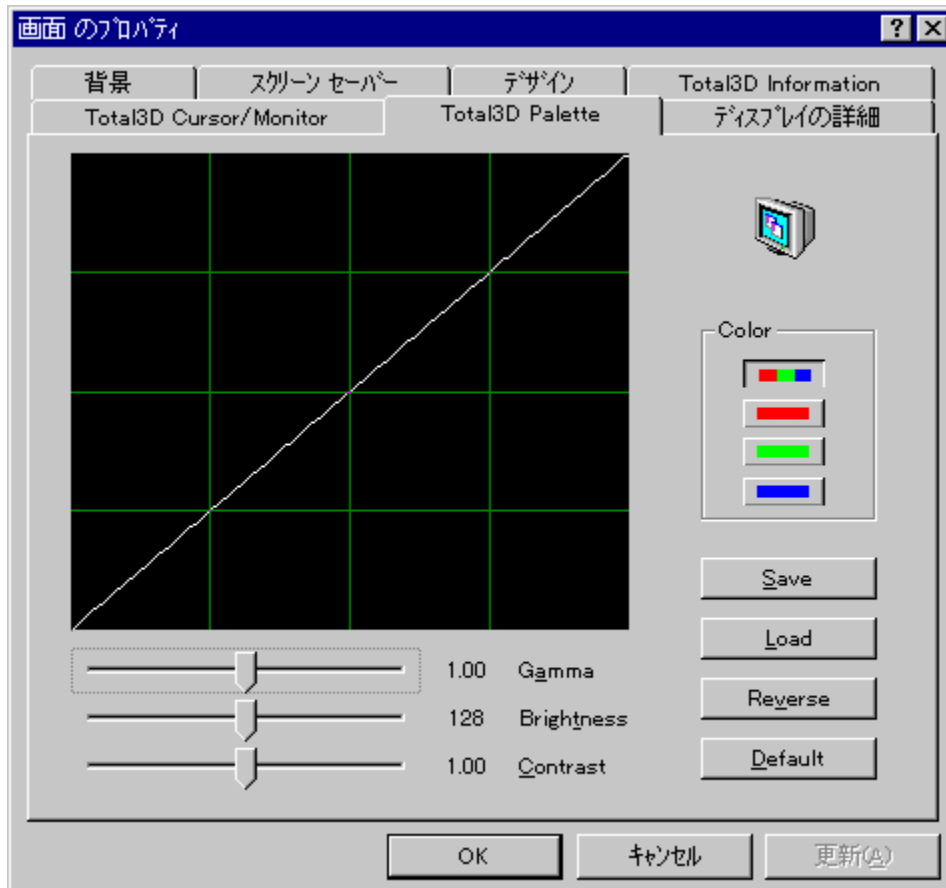 画面 のﾌﾟﾛﾊﾟﾃｨ
背景
ｽｸﾘｰﾝ ｾｰﾊﾞｰ
ﾃﾞｻﾞｲﾝ
Total3D Information
Total3D Cursor/Monitor
Total3D Palette
ﾃﾞｨｽﾌﾟﾚｲの詳細
Color
Save
Load
Reverse
Default
1.00 Gamma
128 Brightness
1.00 Contrast
OK
ｷｬﾝｾﾙ
更新(A)